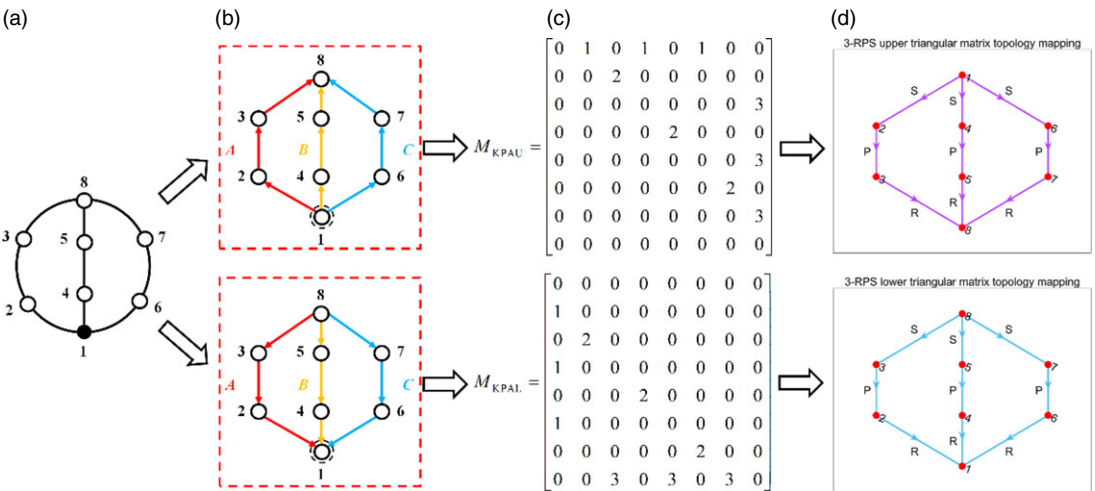 (a)
(b)
(c)
(d)
8
3
5
7
2
4
6
1
8
3
5
7
A
B
C
2
4
6
1
M_KPAU =
0 1 0 1 0 1 0 0
0 0 2 0 0 0 0 0
0 0 0 0 0 0 0 3
0 0 0 0 2 0 0 0
0 0 0 0 0 0 0 3
0 0 0 0 0 0 2 0
0 0 0 0 0 0 0 3
0 0 0 0 0 0 0 0
3-RPS upper triangular matrix topology mapping
1
S
S
S
2
4
6
P
P
P
3
5
7
R
R
R
8
8
3
5
7
A
B
C
2
4
6
1
M_KPAL =
0 0 0 0 0 0 0 0
1 0 0 0 0 0 0 0
0 2 0 0 0 0 0 0
1 0 0 0 0 0 0 0
0 0 0 2 0 0 0 0
1 0 0 0 0 0 0 0
0 0 0 0 0 2 0 0
0 0 3 0 3 0 3 0
3-RPS lower triangular matrix topology mapping
8
S
S
S
3
5
7
P
P
P
2
4
6
R
R
R
1